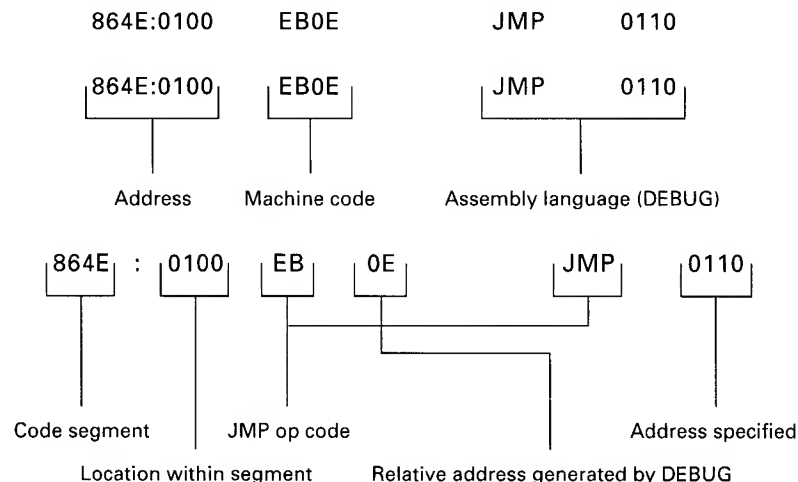 864E:0100 EB0E JMP 0110
864E:0100 EB0E JMP 0110
Address Machine code Assembly language (DEBUG)
864E : 0100 EB 0E JMP 0110
Code segment JMP op code Address specified
Location within segment Relative address generated by DEBUG